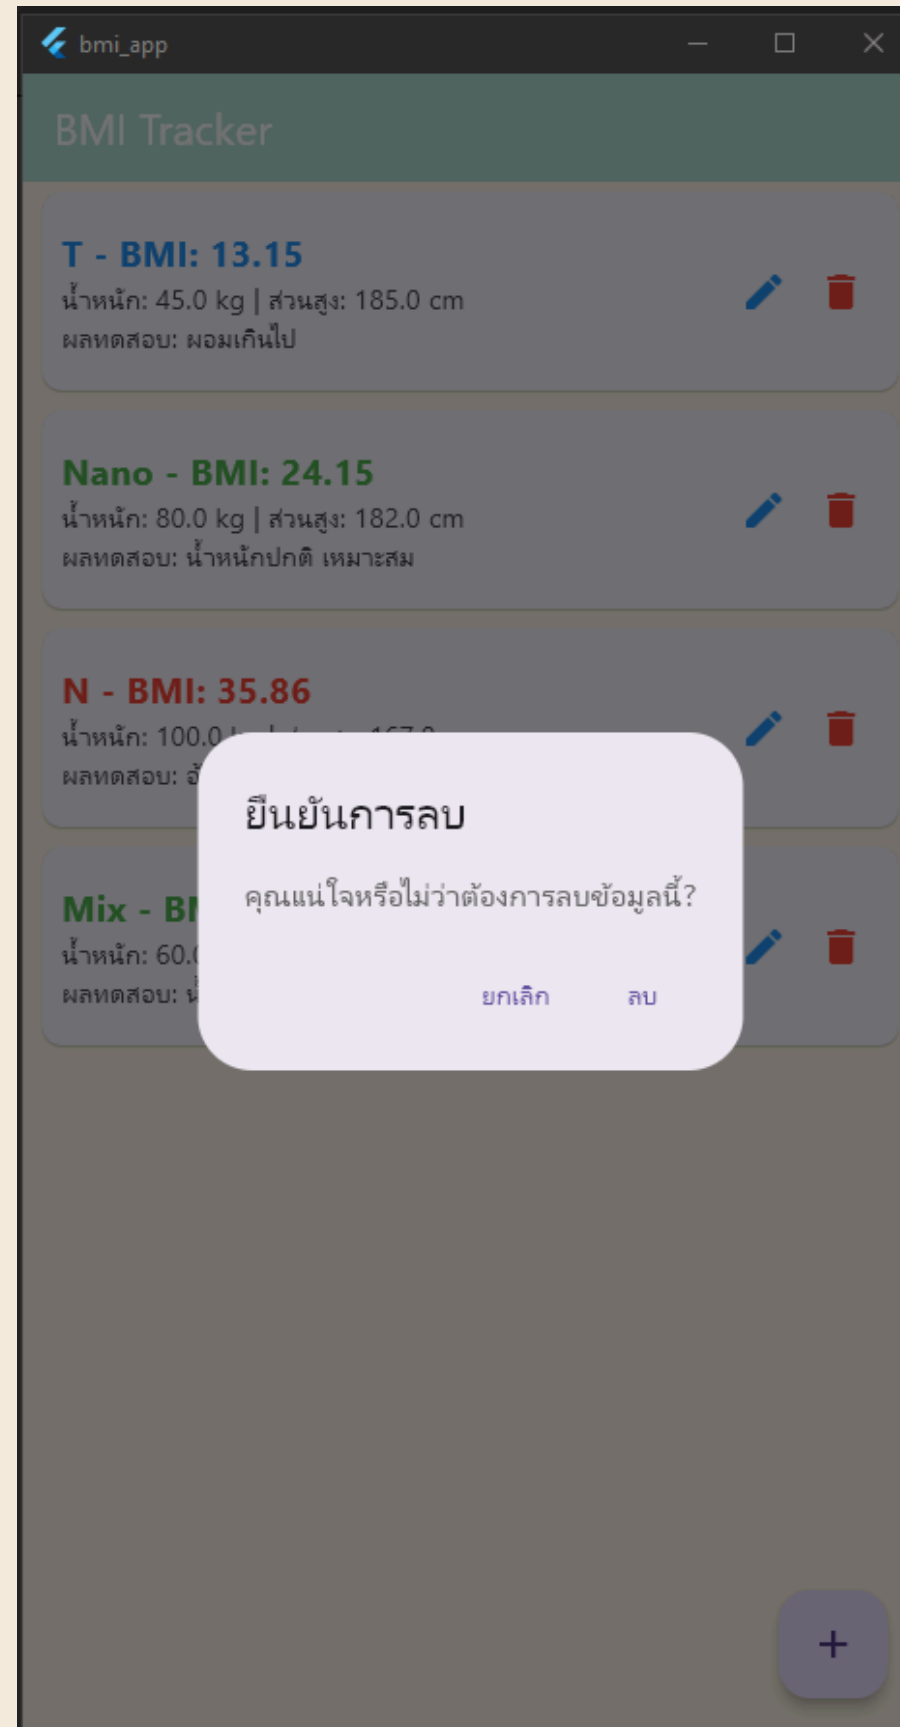 bmi_app
BMI Tracker
T - BMI: 13.15
น้ำหนัก: 45.0 kg | ส่วนสูง: 185.0 cm
ผลทดสอบ: ผอมเกินไป
Nano - BMI: 24.15
น้ำหนัก: 80.0 kg | ส่วนสูง: 182.0 cm
ผลทดสอบ: น้ำหนักปกติ เหมาะสม
N - BMI: 35.86
น้ำหนัก: 100.0
ผลทดสอบ:
ยืนยันการลบ
คุณแน่ใจหรือไม่ว่าต้องการลบข้อมูลนี้?
Mix -
น้ำหนัก: 60.
ผลทดสอบ:
ยกเลิก ลบ